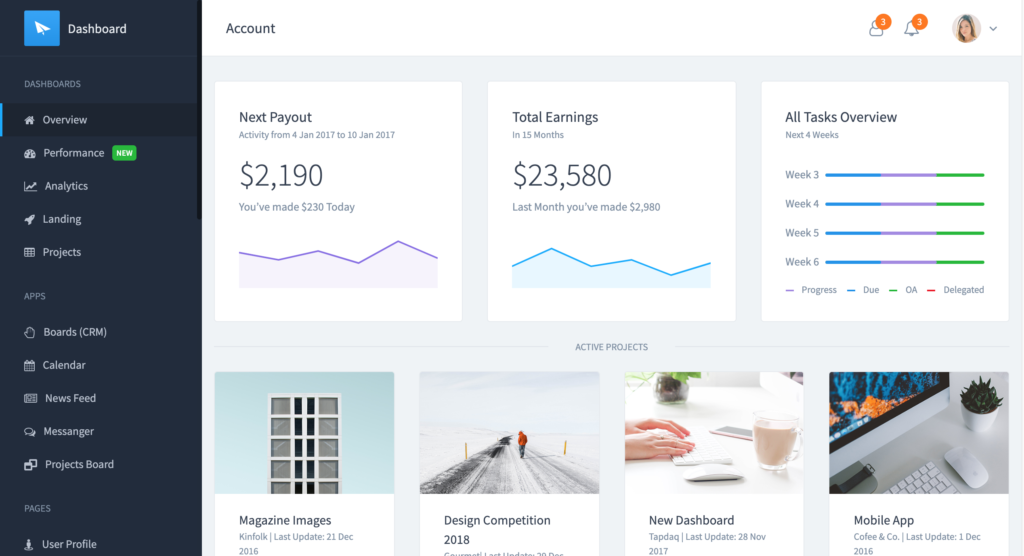 Dashboard
Account
3
3
DASHBOARDS
Overview
Performance NEW
Analytics
Landing
Projects
APPS
Boards (CRM)
Calendar
News Feed
Messanger
Projects Board
PAGES
User Profile
Next Payout
Activity from 4 Jan 2017 to 10 Jan 2017
$2,190
You've made $230 Today
Total Earnings
In 15 Months
$23,580
Last Month you've made $2,980
All Tasks Overview
Next 4 Weeks
Week 3
Week 4
Week 5
Week 6
Progress Due OA Delegated
ACTIVE PROJECTS
Magazine Images
Kinfolk | Last Update: 21 Dec
2016
Design Competition
2018
Gourmet| Last Update: 20 Dec
New Dashboard
Tapdaq | Last Update: 28 Nov
2017
Mobile App
Cofee & Co. | Last Update: 1 Dec
2016